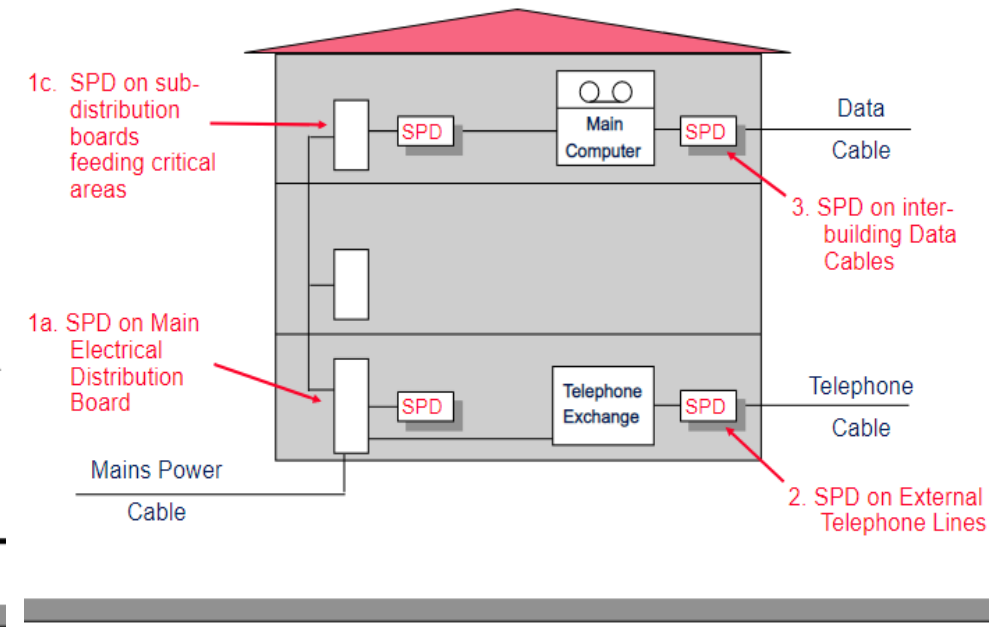 1c. SPD on sub-
distribution
boards
feeding critical
areas
SPD
Main
Computer
SPD
Data
Cable
3. SPD on inter-
building Data
Cables
1a. SPD on Main
Electrical
Distribution
Board
SPD
Telephone
Exchange
SPD
Telephone
Cable
Mains Power
Cable
2. SPD on External
Telephone Lines